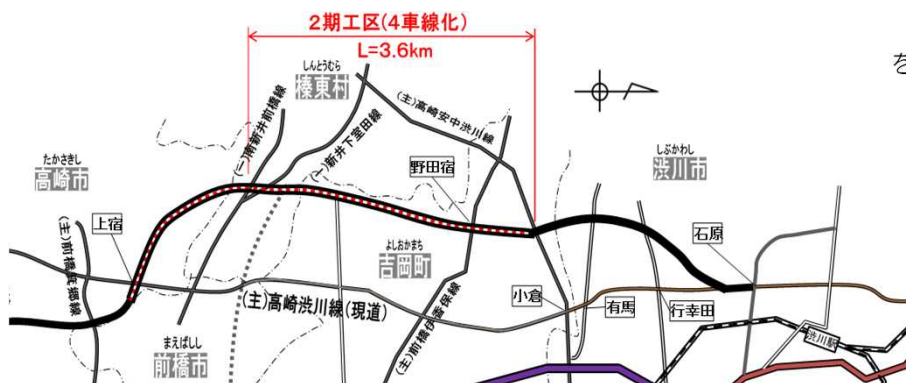 2期工区(4車線化)
L=3.6km
しんとうむら
榛東村
を
(一)南新井前橋線
(一)新井下室田線
(主)高崎安中渋川線
たかさきし
高崎市
しぶかわし
渋川市
野田宿
上宿
(主)前橋箕郷線
石原
よしおかまち
吉岡町
(主)高崎渋川線(現道)
(主)前橋伊香保線
小倉
有馬
行幸田
渋川駅
まえばしし
前橋市